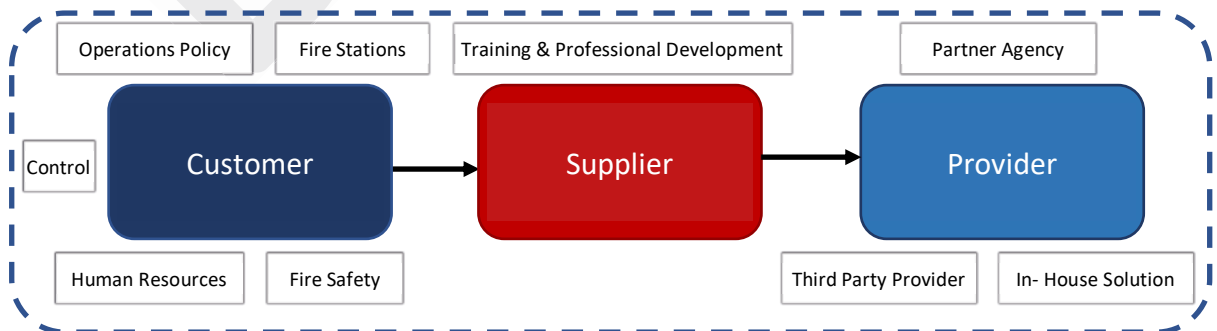 Operations Policy
Fire Stations
Training & Professional Development
Partner Agency
Control
Customer
Supplier
Provider
Human Resources
Fire Safety
Third Party Provider
In- House Solution